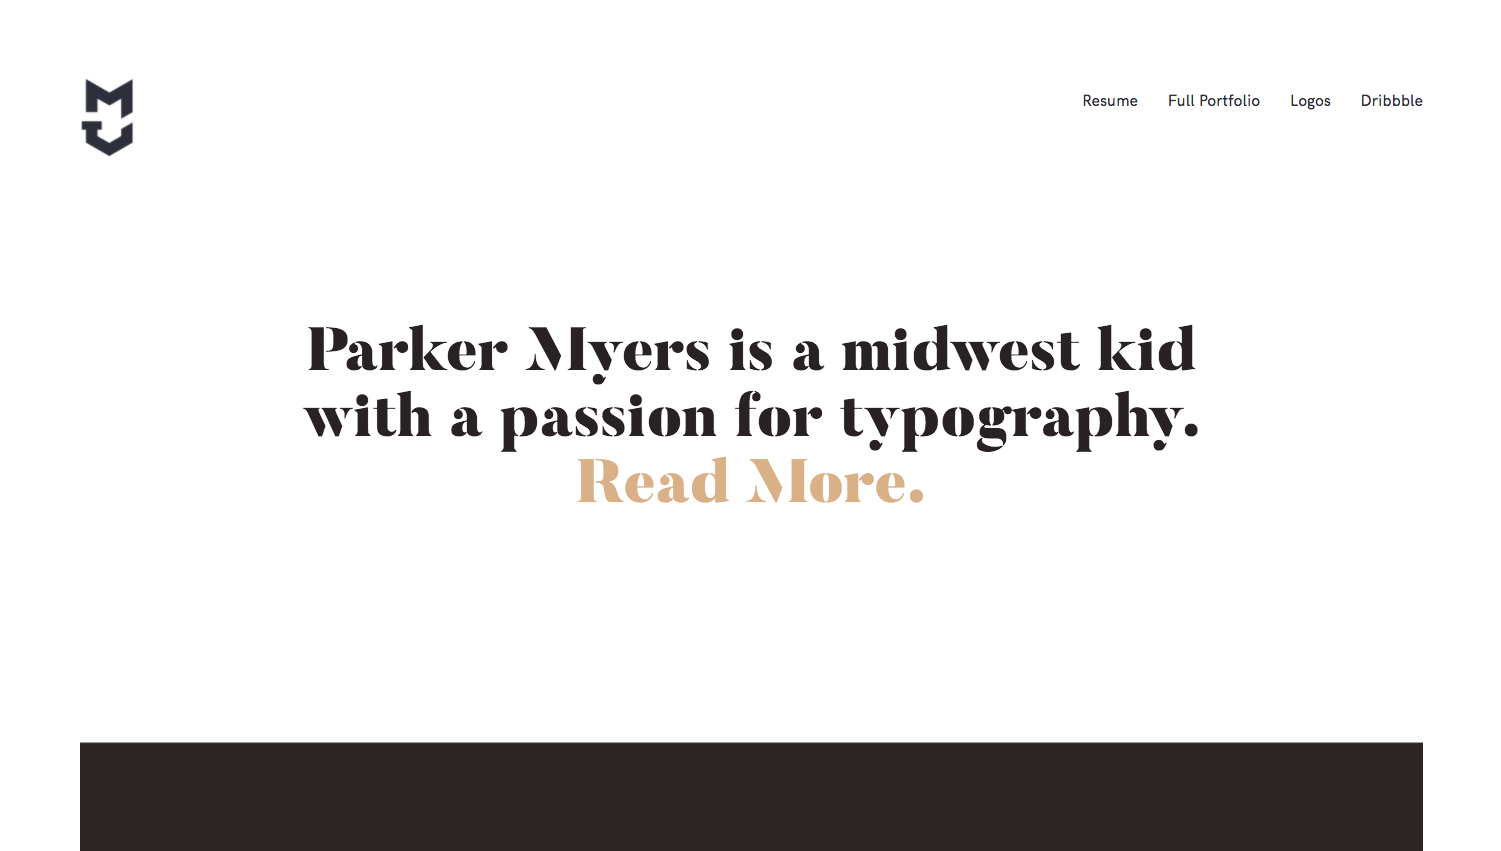 Resume Full Portfolio Logos Dribbble
Parker Myers is a midwest kid
with a passion for typography.
Read More.